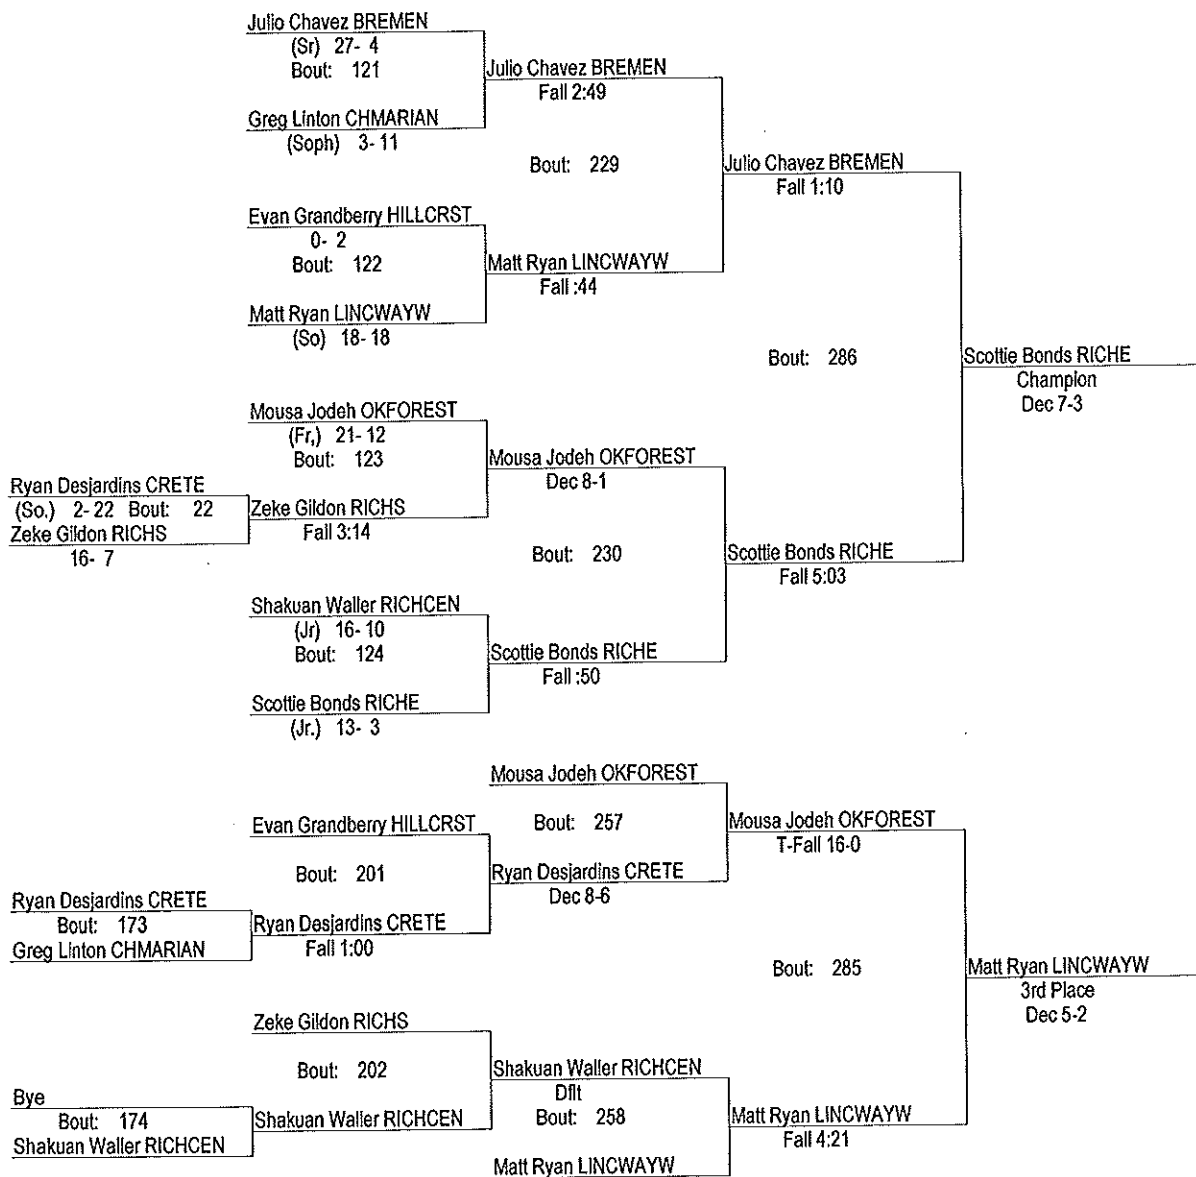 Julio Chavez BREMEN
(Sr) 27- 4
Bout: 121
Julio Chavez BREMEN
Fall 2:49
Greg Linton CHMARIAN
(Soph) 3- 11
Bout: 229
Julio Chavez BREMEN
Fall 1:10
Evan Grandberry HILLCRST
0- 2
Bout: 122
Matt Ryan LINCWAYW
Fall :44
Matt Ryan LINCWAYW
(So) 18- 18
Bout: 286
Scottie Bonds RICHE
Champion
Dec 7-3
Mousa Jodeh OKFOREST
(Fr,) 21- 12
Bout: 123
Mousa Jodeh OKFOREST
Dec 8-1
Ryan Desjardins CRETE
(So.) 2- 22 Bout: 22
Zeke Gildon RICHS
16- 7
Zeke Gildon RICHS
Fall 3:14
Bout: 230
Scottie Bonds RICHE
Fall 5:03
Shakuan Waller RICHCEN
(Jr) 16- 10
Bout: 124
Scottie Bonds RICHE
Fall :50
Scottie Bonds RICHE
(Jr.) 13- 3
Mousa Jodeh OKFOREST
Bout: 257
Mousa Jodeh OKFOREST
T-Fall 16-0
Evan Grandberry HILLCRST
Bout: 201
Ryan Desjardins CRETE
Dec 8-6
Ryan Desjardins CRETE
Bout: 173
Greg Linton CHMARIAN
Ryan Desjardins CRETE
Fall 1:00
Bout: 285
Matt Ryan LINCWAYW
3rd Place
Dec 5-2
Zeke Gildon RICHS
Bout: 202
Shakuan Waller RICHCEN
Dflt
Bout: 258
Bye
Bout: 174
Shakuan Waller RICHCEN
Shakuan Waller RICHCEN
Matt Ryan LINCWAYW
Fall 4:21
Matt Ryan LINCWAYW